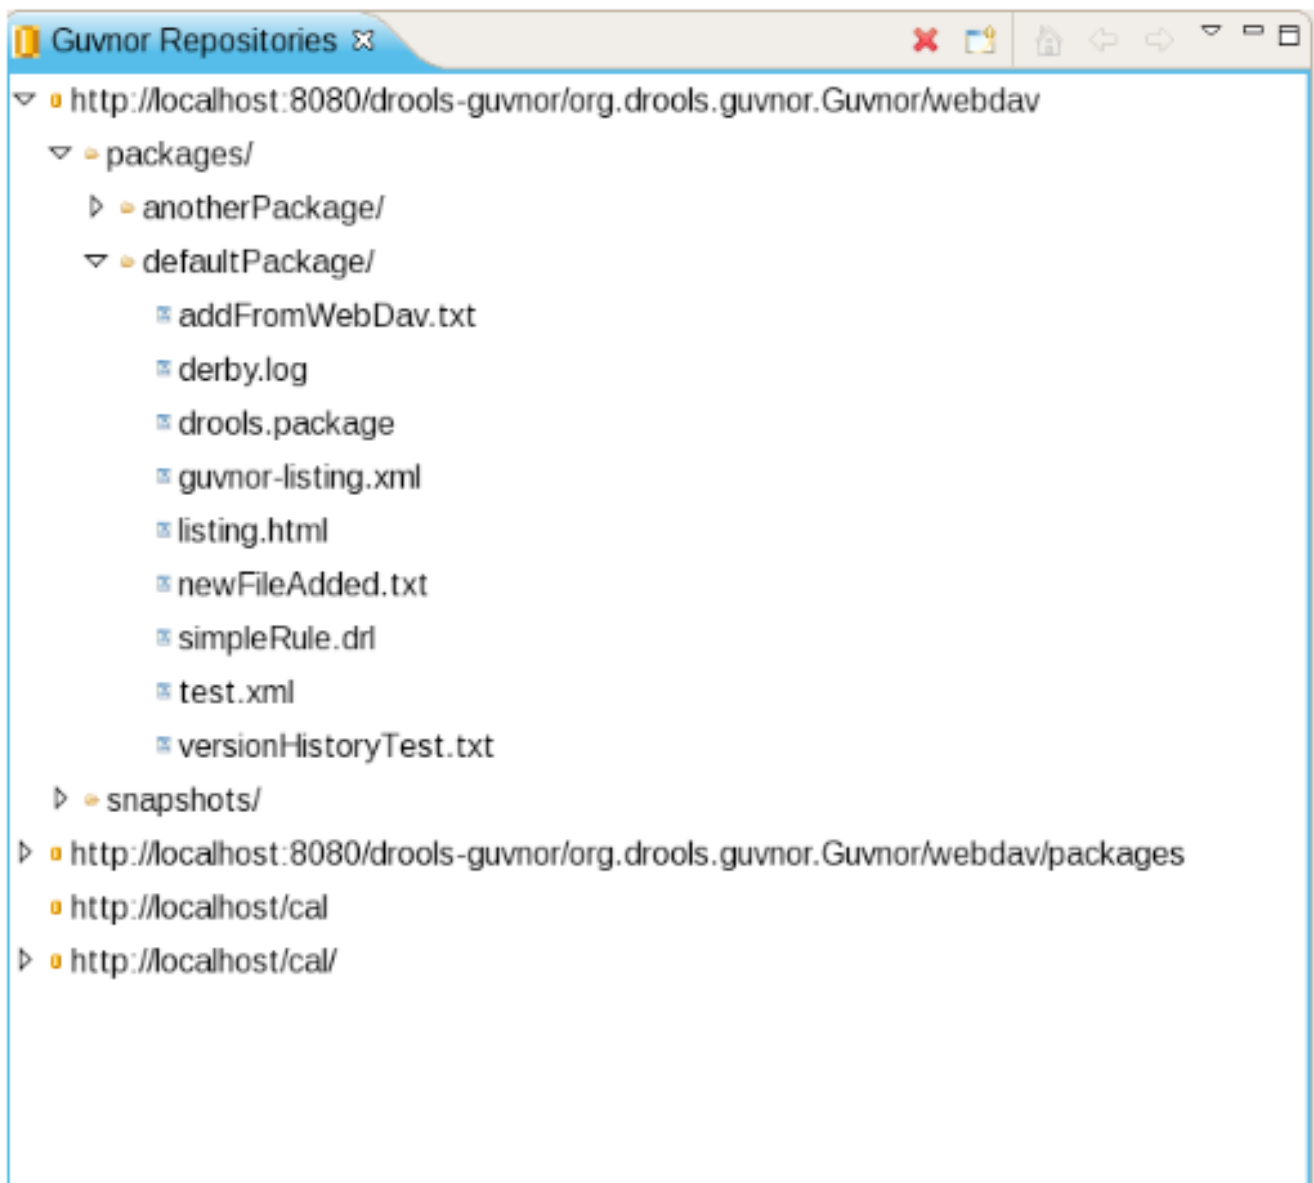 Guvnor Repositories
http://localhost:8080/drools-guvnor/org.drools.guvnor.Guvnor/webdav
packages/
anotherPackage/
defaultPackage/
addFromWebDav.txt
derby.log
drools.package
guvnor-listing.xml
listing.html
newFileAdded.txt
simpleRule.drl
test.xml
versionHistoryTest.txt
snapshots/
http://localhost:8080/drools-guvnor/org.drools.guvnor.Guvnor/webdav/packages
http://localhost/cal
http://localhost/cal/